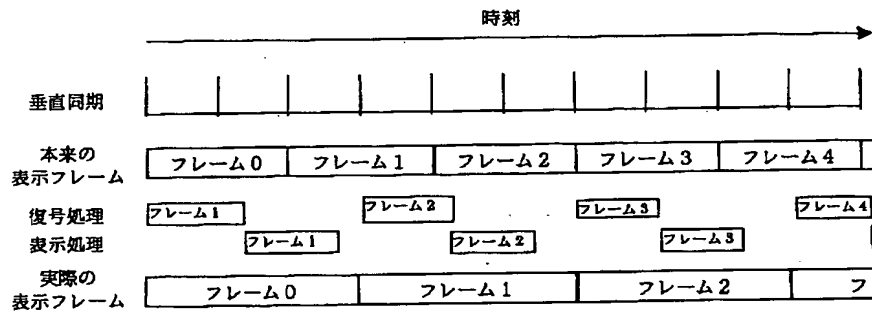 時刻
垂直同期
本来の
表示フレーム
フレーム0 フレーム1 フレーム2 フレーム3 フレーム4
復号処理
フレーム1 フレーム2 フレーム3 フレーム4
表示処理
フレーム1 フレーム2 フレーム3
実際の
表示フレーム
フレーム0 フレーム1 フレーム2 フ